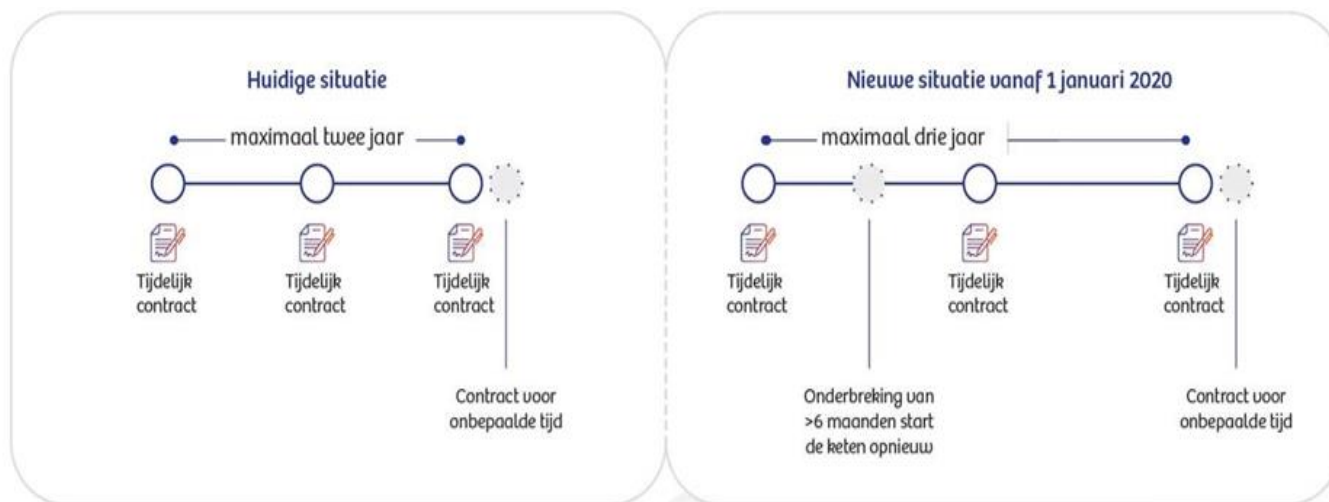 Huidige situatie
maximaal twee jaar
Tijdelijk
contract
Tijdelijk
contract
Tijdelijk
contract
Contract voor
onbepaalde tijd
Nieuwe situatie vanaf 1 januari 2020
maximaal drie jaar
Tijdelijk
contract
Tijdelijk
contract
Tijdelijk
contract
Onderbreking van
>6 maanden start
de keten opnieuw
Contract voor
onbepaalde tijd